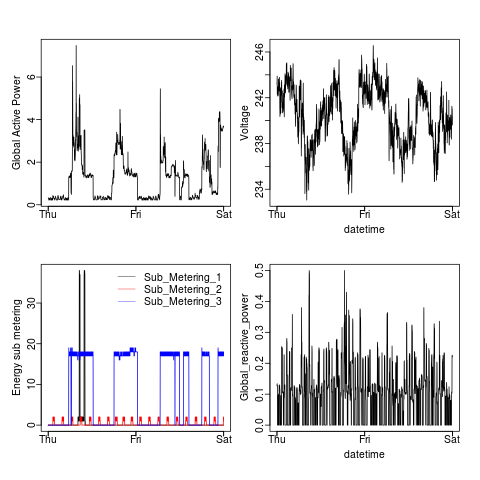 Global Active Power
0 2 4 6
Thu Fri Sat
Voltage
234 238 242 246
Thu Fri Sat
datetime
Energy sub metering
0 10 20 30
Sub_Metering_1
Sub_Metering_2
Sub_Metering_3
Thu Fri Sat
Global_reactive_power
0.0 0.1 0.2 0.3 0.4 0.5
Thu Fri Sat
datetime